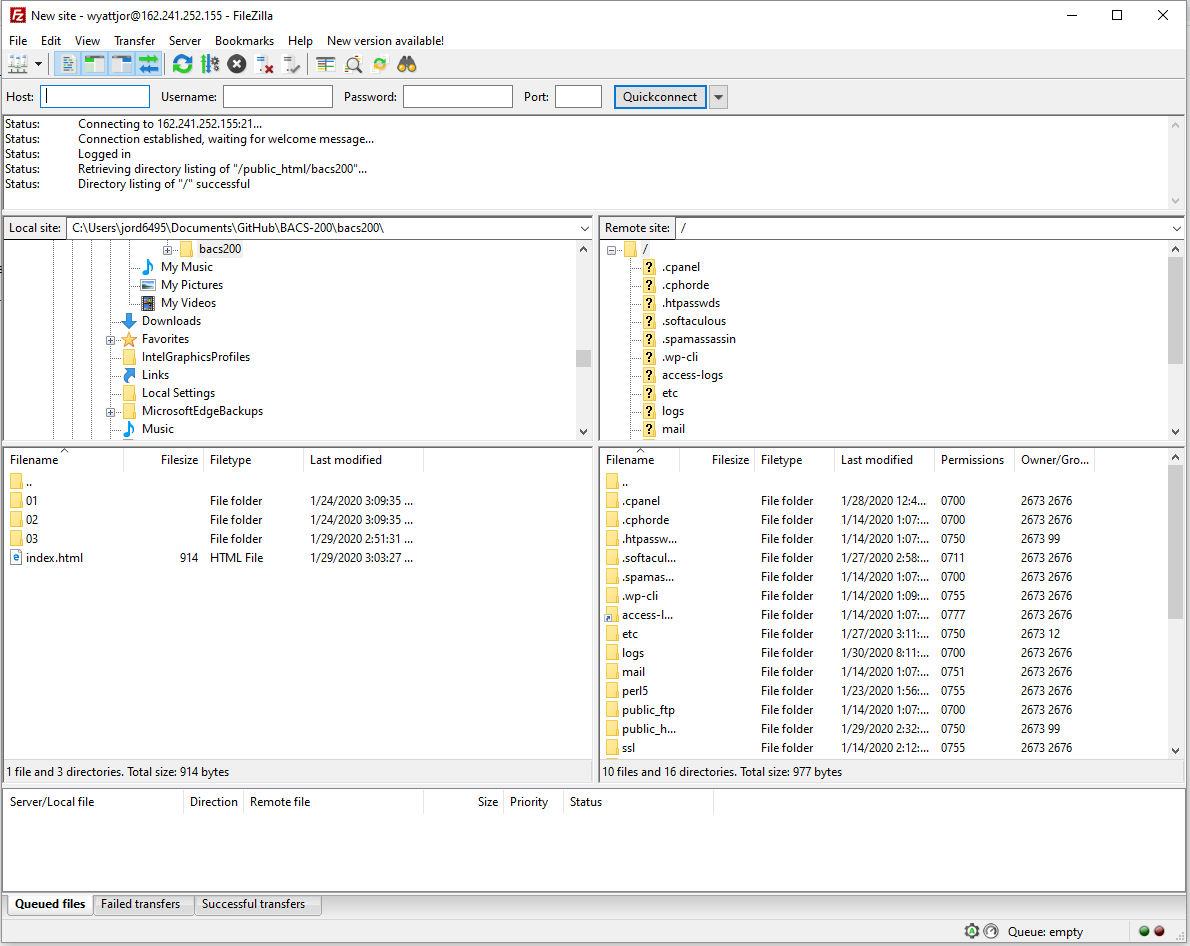 New site - wyattjor@162.241.252.155 - FileZilla
File Edit View Transfer Server Bookmarks Help New version available!
Host: Username: Password: Port: Quickconnect
Status: Connecting to 162.241.252.155:21...
Status: Connection established, waiting for welcome message...
Status: Logged in
Status: Retrieving directory listing of "/public_html/bacs200"...
Status: Directory listing of "/" successful
Local site: C:\Users\jord6495\Documents\GitHub\BACS-200\bacs200\
bacs200
My Music
My Pictures
My Videos
Downloads
Favorites
IntelGraphicsProfiles
Links
Local Settings
MicrosoftEdgeBackups
Music
Remote site: /
/
.cpanel
.cphorde
.htpasswds
.softaculous
.spamassassin
.wp-cli
access-logs
etc
logs
mail
Filename Filesize Filetype Last modified
..
01 File folder 1/24/2020 3:09:35 ...
02 File folder 1/24/2020 3:09:35 ...
03 File folder 1/29/2020 2:51:31 ...
index.html 914 HTML File 1/29/2020 3:03:27 ...
1 file and 3 directories. Total size: 914 bytes
Filename Filesize Filetype Last modified Permissions Owner/Gro...
..
.cpanel File folder 1/28/2020 12:4... 0700 2673 2676
.cphorde File folder 1/14/2020 1:07:... 0700 2673 2676
.htpassw... File folder 1/14/2020 1:07:... 0750 2673 99
.softacul... File folder 1/27/2020 2:58:... 0711 2673 2676
.spamas... File folder 1/14/2020 1:07:... 0700 2673 2676
.wp-cli File folder 1/14/2020 1:09:... 0755 2673 2676
access-l... File folder 1/14/2020 1:07:... 0777 2673 2676
etc File folder 1/27/2020 3:11:... 0750 2673 12
logs File folder 1/30/2020 8:11:... 0700 2673 2676
mail File folder 1/14/2020 1:07:... 0751 2673 2676
perl5 File folder 1/23/2020 1:56:... 0755 2673 2676
public_ftp File folder 1/14/2020 1:07:... 0700 2673 2676
public_h... File folder 1/29/2020 2:32:... 0750 2673 99
ssl File folder 1/14/2020 2:12:... 0755 2673 2676
10 files and 16 directories. Total size: 977 bytes
Server/Local file Direction Remote file Size Priority Status
Queued files Failed transfers Successful transfers
Queue: empty